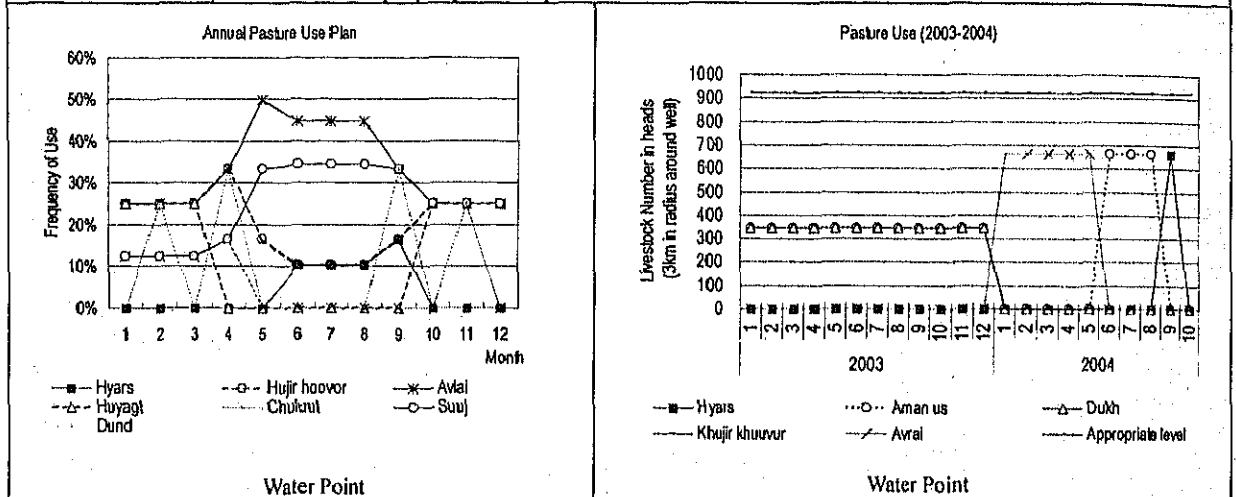 Annual Pasture Use Plan
60%
50%
40%
30%
20%
10%
0%
Frequency of Use
1 2 3 4 5 6 7 8 9 10 11 12
Month
Hyars Hujir hoovor Avlai
Huyagt Chukrut Suuj
Dund
Water Point
Pasture Use (2003-2004)
1000
900
800
700
600
500
400
300
200
100
0
Livestock Number in heads
(3km in radius around well)
1 2 3 4 5 6 7 8 9 10 11 12 1 2 3 4 5 6 7 8 9 10
2003 2004
Hyars Aman us Dukh
Khujir khuuvur Avrai Appropriate level
Water Point